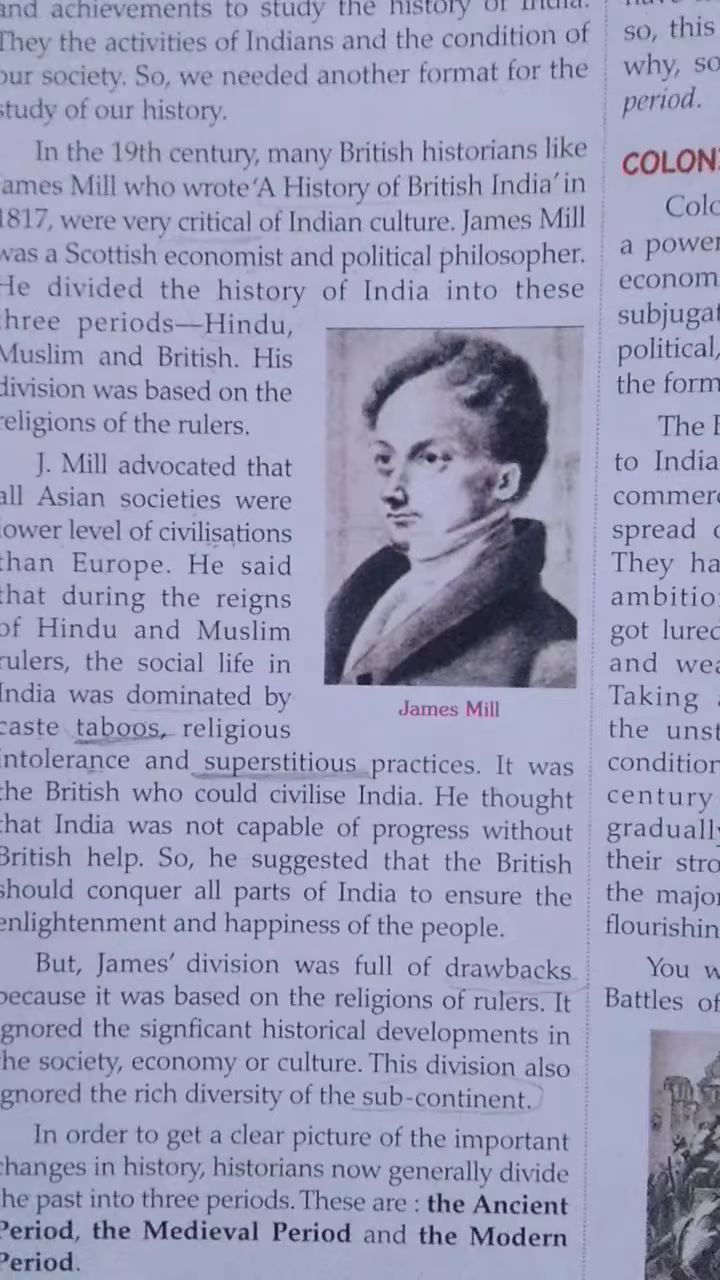 and achievements to study the history of India.
They the activities of Indians and the condition of
our society. So, we needed another format for the
study of our history.
In the 19th century, many British historians like
James Mill who wrote 'A History of British India' in
1817, were very critical of Indian culture. James Mill
was a Scottish economist and political philosopher.
He divided the history of India into these
three periods—Hindu,
Muslim and British. His
division was based on the
religions of the rulers.
J. Mill advocated that
all Asian societies were
lower level of civilisations
than Europe. He said
that during the reigns
of Hindu and Muslim
rulers, the social life in
India was dominated by
caste taboos, religious
intolerance and superstitious practices. It was
the British who could civilise India. He thought
that India was not capable of progress without
British help. So, he suggested that the British
should conquer all parts of India to ensure the
enlightenment and happiness of the people.
But, James' division was full of drawbacks
because it was based on the religions of rulers. It
ignored the signficant historical developments in
the society, economy or culture. This division also
ignored the rich diversity of the sub-continent.
In order to get a clear picture of the important
changes in history, historians now generally divide
the past into three periods. These are : the Ancient
Period, the Medieval Period and the Modern
Period.
James Mill
so, this
why, so
period.
COLON
Colo
a power
econom
subjugat
political,
the form
The
to India
commerc
spread
They ha
ambitio
got lured
and wea
Taking
the unst
condition
century
gradually
their stro
the major
flourishin
You w
Battles of